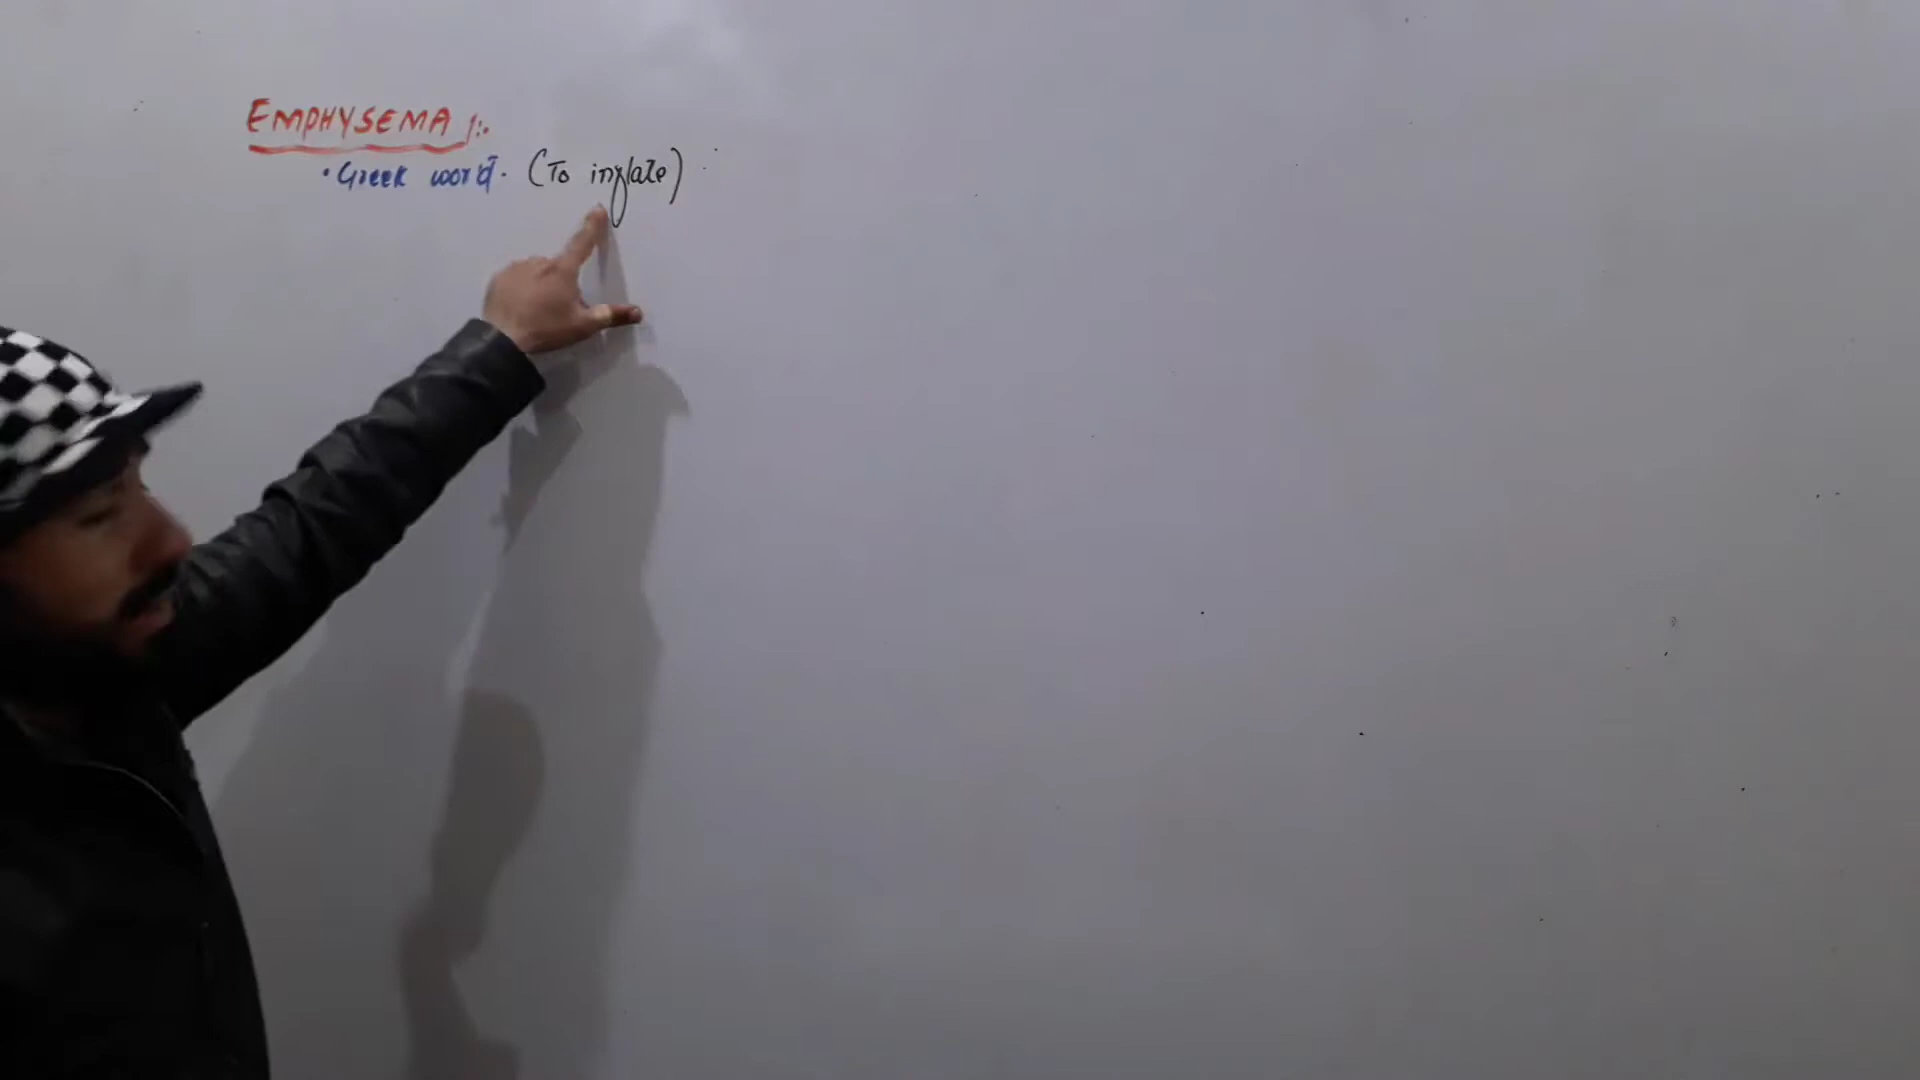 EMPHYSEMA :-
• Greek word. (To inflate)